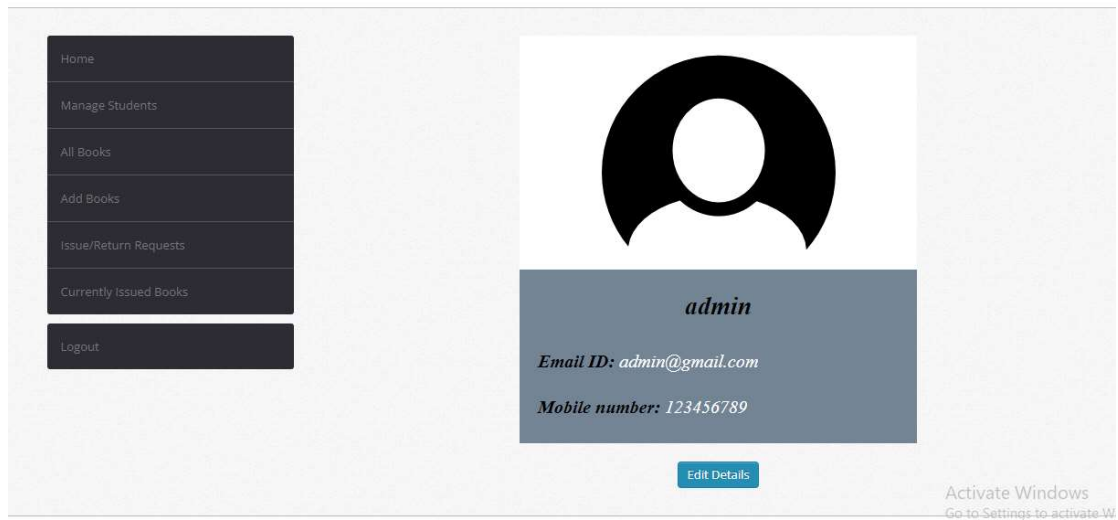 Home
Manage Students
All Books
Add Books
Issue/Return Requests
Currently Issued Books
Logout
admin
Email ID: admin@gmail.com
Mobile number: 123456789
Edit Details
Activate Windows
Go to Settings to activate W